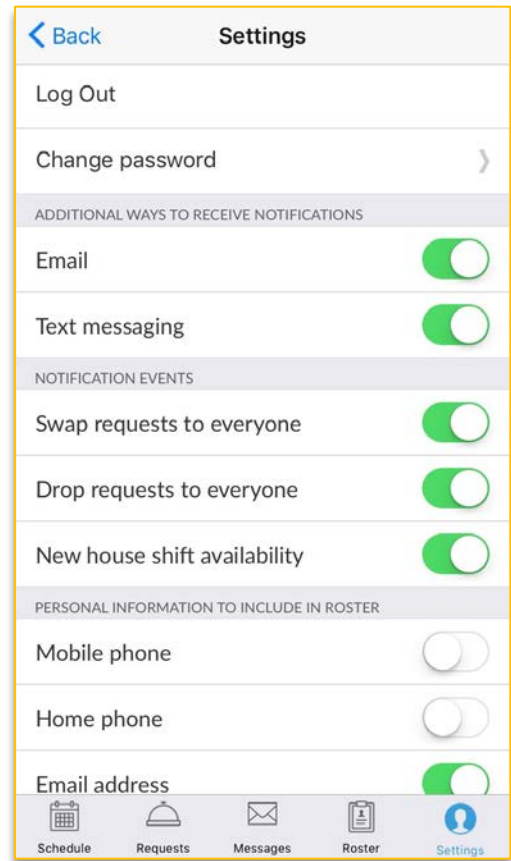 Back Settings
Log Out
Change password
ADDITIONAL WAYS TO RECEIVE NOTIFICATIONS
Email
Text messaging
NOTIFICATION EVENTS
Swap requests to everyone
Drop requests to everyone
New house shift availability
PERSONAL INFORMATION TO INCLUDE IN ROSTER
Mobile phone
Home phone
Email address
Schedule Requests Messages Roster Settings